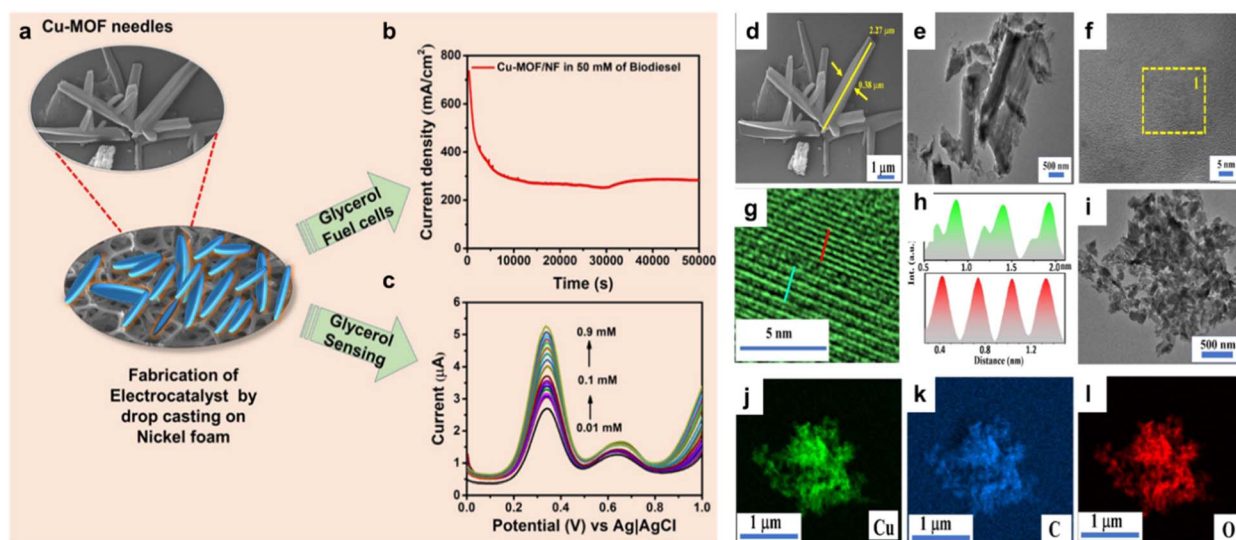 a
Cu-MOF needles
Fabrication of
Electrocatalyst by
drop casting on
Nickel foam
Glycerol
Fuel cells
Glycerol
Sensing
b
Current density (mA/cm²)
800
600
400
200
0
Cu-MOF/NF in 50 mM of Biodiesel
0 10000 20000 30000 40000 50000
Time (s)
c
Current (µA)
6
5
4
3
2
1
0
0.9 mM
0.1 mM
0.01 mM
0.0 0.2 0.4 0.6 0.8 1.0
Potential (V) vs Ag|AgCl
d
2.27 µm
0.38 µm
1 µm
e
500 nm
f
1
5 nm
g
5 nm
h
Int. (a.u.)
0.5 1.0 1.5 2.0nm
0.4 0.8 1.2
Distance (nm)
i
500 nm
j
1 µm
Cu
k
1 µm
C
l
1 µm
O